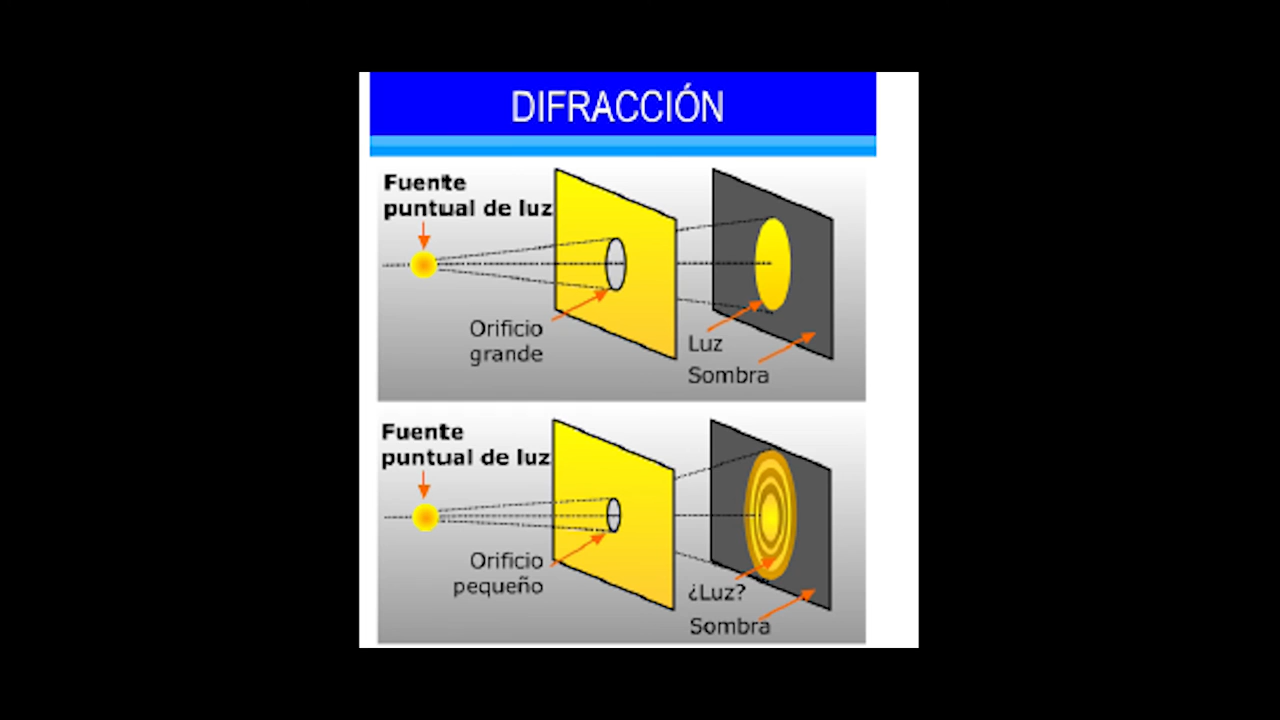 DIFRACCIÓN
Fuente
puntual de luz
Orificio
grande
Luz
Sombra
Fuente
puntual de luz
Orificio
pequeño
¿Luz?
Sombra